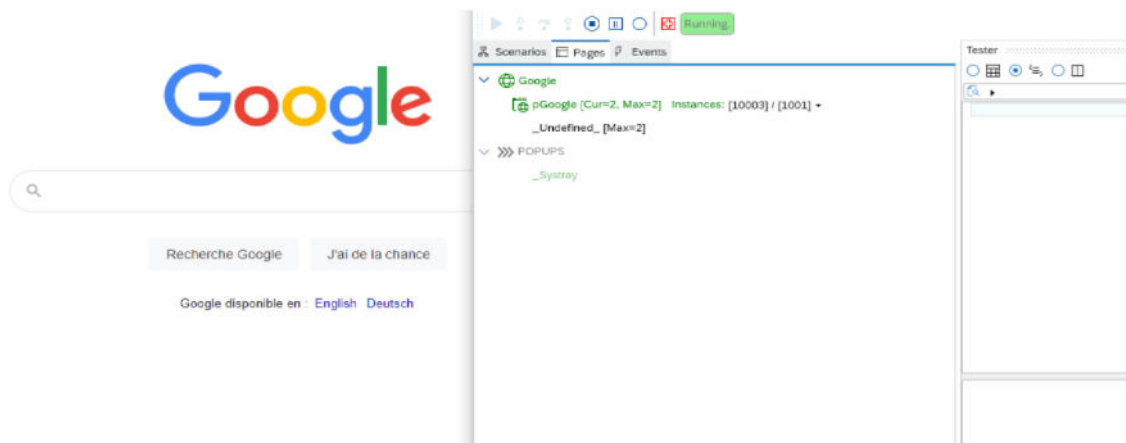 Google
Recherche Google
J'ai de la chance
Google disponible en : English Deutsch
Running.
Scenarios Pages Events
Google
pGoogle [Cur=2, Max=2] Instances: [10003] / [1001]
_Undefined_ [Max=2]
POPUPS
_Systray
Tester